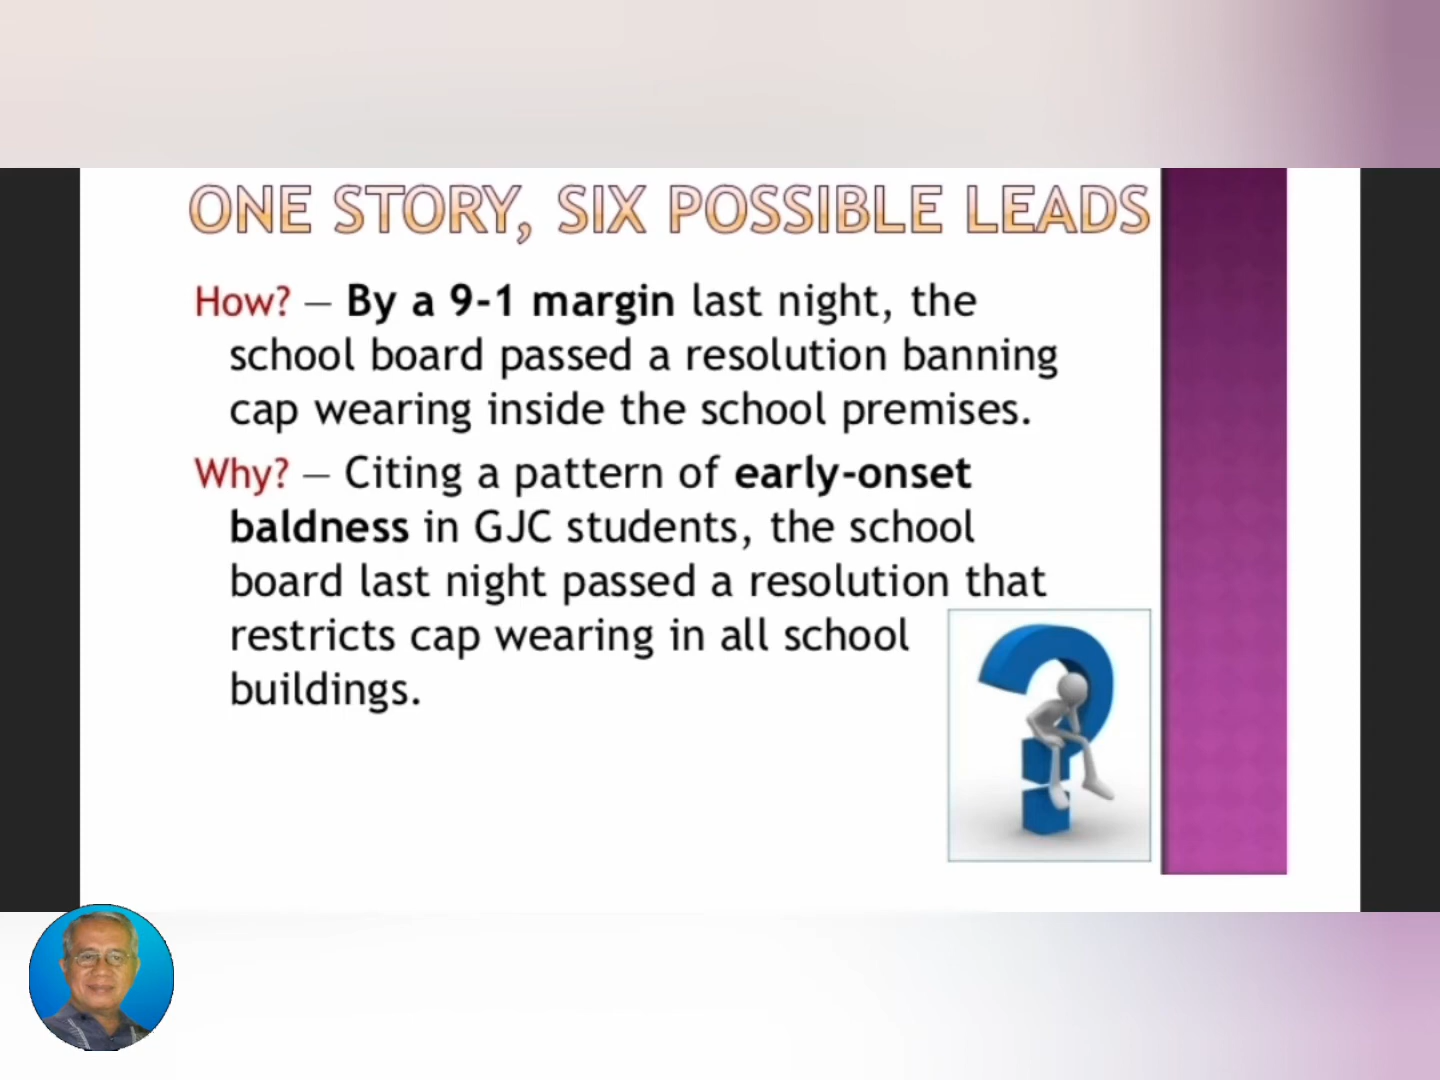 ONE STORY, SIX POSSIBLE LEADS
How? – By a 9-1 margin last night, the
school board passed a resolution banning
cap wearing inside the school premises.
Why? – Citing a pattern of early-onset
baldness in GJC students, the school
board last night passed a resolution that
restricts cap wearing in all school
buildings.